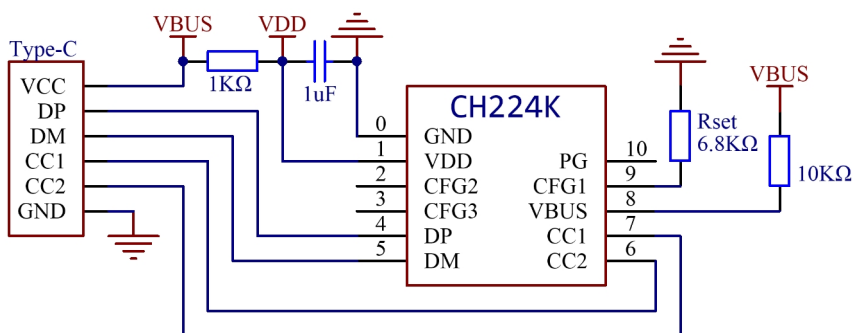 VBUS
VDD
Type-C
1KΩ
1uF
VCC
DP
DM
CC1
CC2
GND
CH224K
0
GND
1
VDD
2
CFG2
3
CFG3
4
DP
5
DM
PG
10
CFG1
9
VBUS
8
CC1
7
CC2
6
Rset
6.8KΩ
VBUS
10KΩ